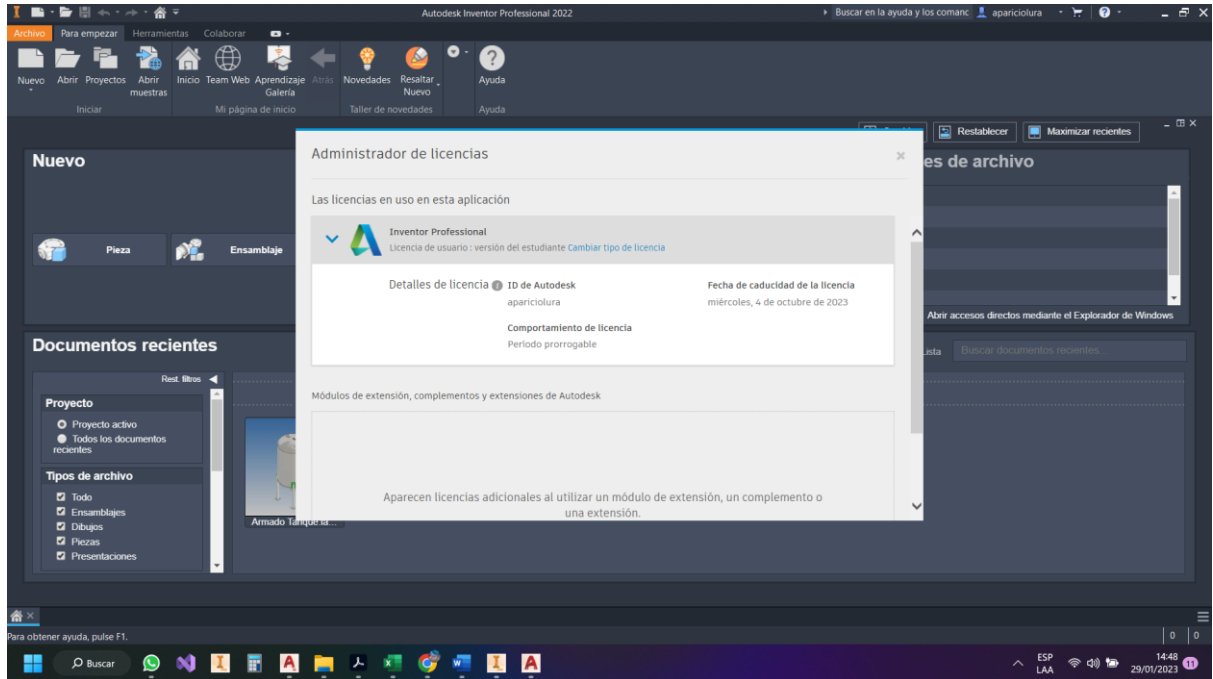 Autodesk Inventor Professional 2022
Buscar en la ayuda y los comanc
apariciolura
Archivo
Para empezar
Herramientas
Colaborar
Nuevo
Abrir
Proyectos
Abrir muestras
Inicio
Team Web
Aprendizaje Galería
Atrás
Novedades
Resaltar Nuevo
Ayuda
Iniciar
Mi página de inicio
Taller de novedades
Ayuda
Restablecer
Maximizar recientes
Nuevo
es de archivo
Pieza
Ensamblaje
Abrir accesos directos mediante el Explorador de Windows
Administrador de licencias
Las licencias en uso en esta aplicación
Inventor Professional
Licencia de usuario : versión del estudiante Cambiar tipo de licencia
Detalles de licencia
ID de Autodesk
apariciolura
Fecha de caducidad de la licencia
miércoles, 4 de octubre de 2023
Comportamiento de licencia
Período prorrogable
Módulos de extensión, complementos y extensiones de Autodesk
Aparecen licencias adicionales al utilizar un módulo de extensión, un complemento o
una extensión.
Documentos recientes
Buscar documentos recientes...
Rest. filtros
Proyecto
Proyecto activo
Todos los documentos
recientes
Tipos de archivo
Todo
Ensamblajes
Dibujos
Piezas
Presentaciones
Armado Tanque.ia...
Para obtener ayuda, pulse F1.
0
0
Buscar
ESP
LAA
14:48
29/01/2023
11